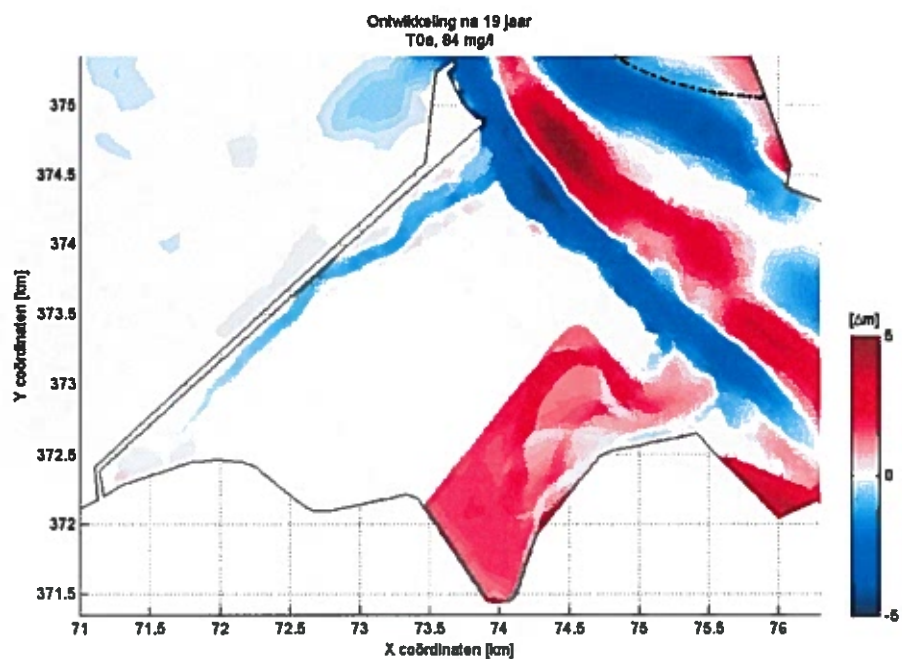 Ontwikkeling na 19 jaar
T0a, 84 mg/l
375
374.5
374
373.5
373
372.5
372
371.5
Y coördinaten [km]
71 71.5 72 72.5 73 73.5 74 74.5 75 75.5 76
X coördinaten [km]
[Δm]
5
0
-5